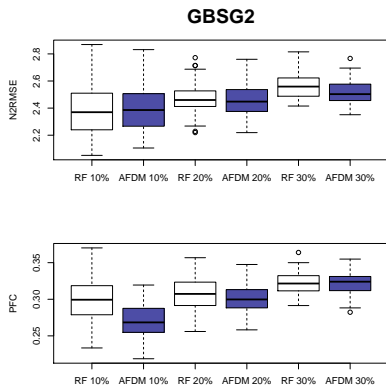 GBSG2
N2RMSE
2.8
2.6
2.4
2.2
RF 10% AFDM 10% RF 20% AFDM 20% RF 30% AFDM 30%
PFC
0.35
0.30
0.25
RF 10% AFDM 10% RF 20% AFDM 20% RF 30% AFDM 30%